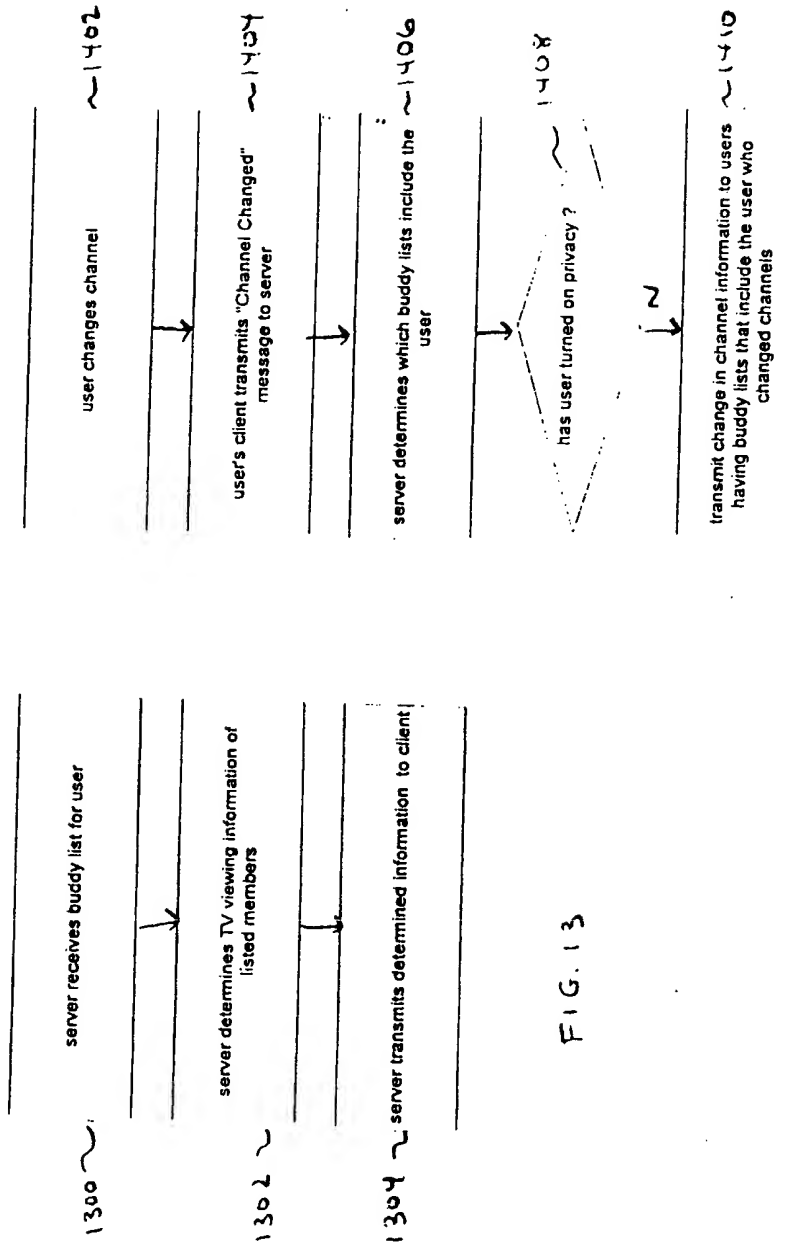 1300 ~
server receives buddy list for user
1302 ~
server determines TV viewing information of
listed members
1304 ~
server transmits determined information to client
FIG. 13
user changes channel
~1402
user's client transmits "Channel Changed"
message to server
~1404
server determines which buddy lists include the
user
~1406
has user turned on privacy ?
~ 1408
N
transmit change in channel information to users
having buddy lists that include the user who
changed channels
~1410